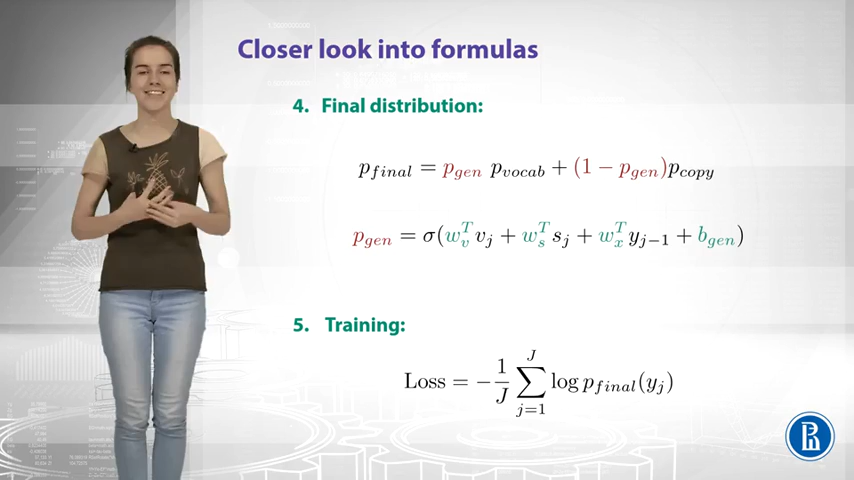 Closer look into formulas
4. Final distribution:
p_final = p_gen p_vocab + (1 − p_gen)p_copy
p_gen = σ(w_v^T v_j + w_s^T s_j + w_x^T y_{j−1} + b_gen)
5. Training:
Loss = −1/J ∑_{j=1}^{J} log p_final(y_j)